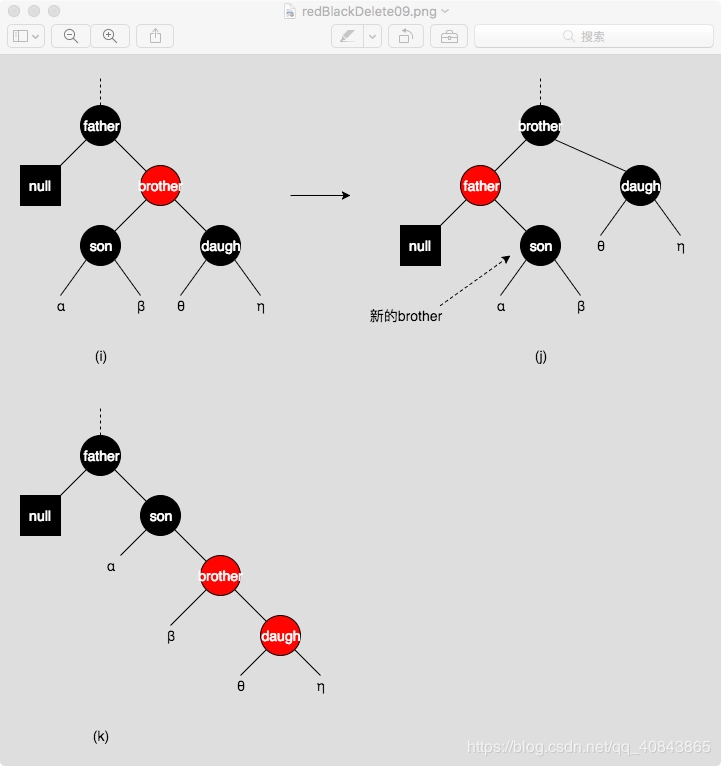 redBlackDelete09.png
搜索
father
null
brother
son
daugh
α
β
θ
η
(i)
brother
father
daugh
null
son
θ
η
α
β
新的brother
(j)
father
null
son
α
brother
β
daugh
θ
η
(k)
https://blog.csdn.net/qq_40843865